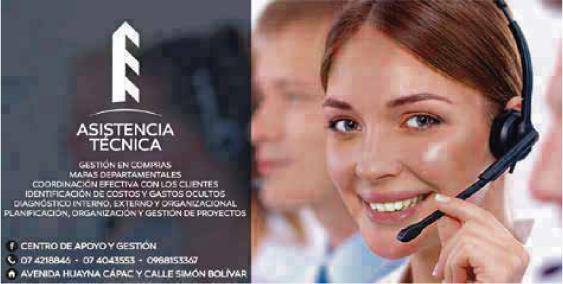 ASISTENCIA
TÉCNICA
GESTIÓN EN COMPRAS
MAPAS DEPARTAMENTALES
COORDINACIÓN EFECTIVA CON LOS CLIENTES
IDENTIFICACIÓN DE COSTOS Y GASTOS OCULTOS
DIAGNÓSTICO INTERNO, EXTERNO Y ORGANIZACIONAL
PLANIFICACIÓN, ORGANIZACIÓN Y GESTIÓN DE PROYECTOS
CENTRO DE APOYO Y GESTIÓN
07 4218846 - 07 4043553 - 0988153367
AVENIDA HUAYNA CÁPAC Y CALLE SIMÓN BOLÍVAR